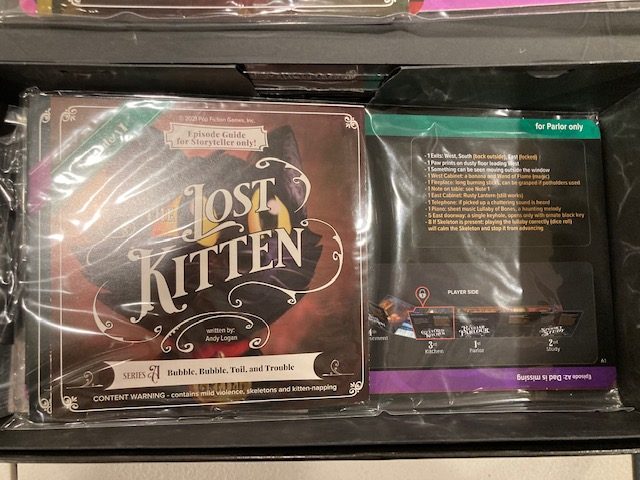 © 2021 Pop Fiction Games, Inc.
Episode Guide
for Storyteller only!
THE
LOST
KITTEN
written by:
Andy Logan
SERIES A Bubble, Bubble, Toil, and Trouble
CONTENT WARNING - contains mild violence, skeletons and kitten-napping
for Parlor only
1 Exits: West, South (back outside), East (locked)
1 Paw prints on dusty floor leading West
1 Something can be seen moving outside the window
1 West Cabinet: a banana and Wand of Flame (magic)
1 Fireplace: long burning sticks, can be grasped if potholders used
1 Note on table: see Note 1
1 East Cabinet: Rusty Lantern (still works)
1 Telephone: if picked up a chattering sound is heard
1 Piano: sheet music Lullaby of Bones, a haunting melody
5 East doorway: a single keyhole, opens only with ornate black key
8 If Skeleton is present: playing the lullaby correctly (dice roll)
will calm the Skeleton and stop it from advancing
PLAYER SIDE
3rd
Kitchen
1st
Parlor
2nd
Study
Episode A2: Dad is missing